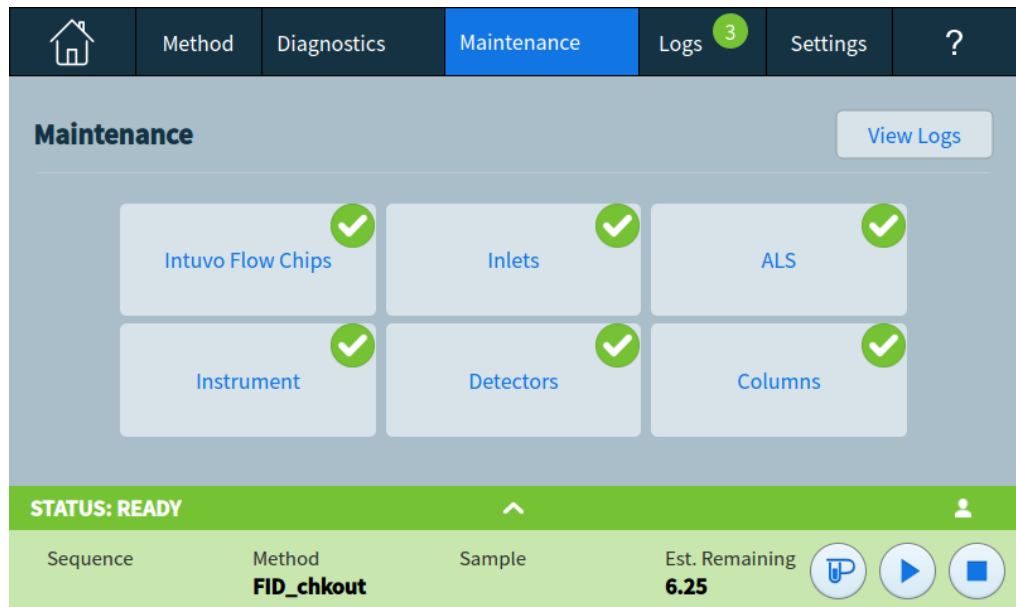 Method Diagnostics Maintenance Logs 3 Settings ?
Maintenance View Logs
Intuvo Flow Chips Inlets ALS
Instrument Detectors Columns
STATUS: READY
Sequence Method Sample Est. Remaining
FID_chkout 6.25